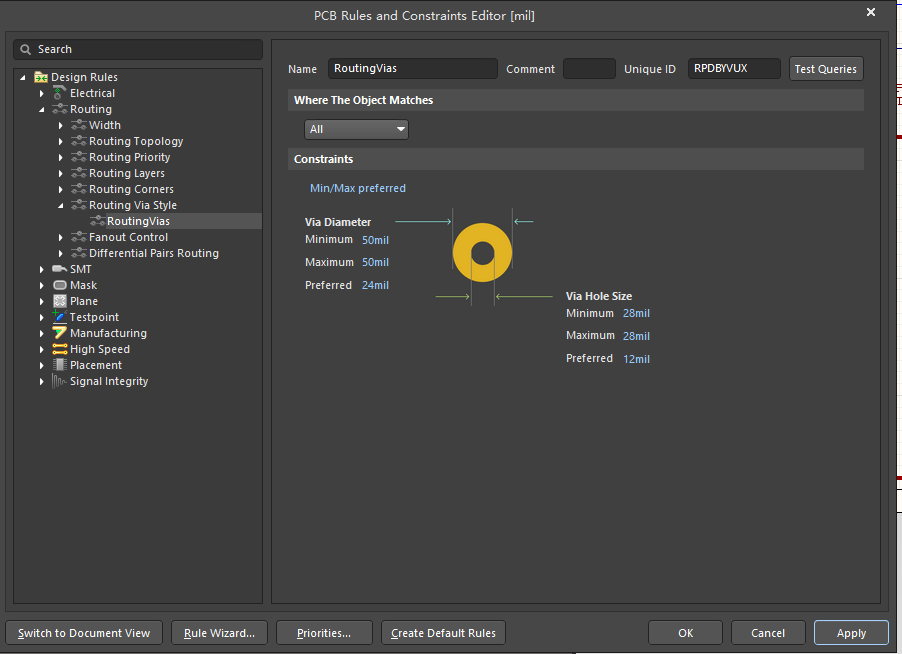 PCB Rules and Constraints Editor [mil]
Search
Design Rules
Electrical
Routing
Width
Routing Topology
Routing Priority
Routing Layers
Routing Corners
Routing Via Style
RoutingVias
Fanout Control
Differential Pairs Routing
SMT
Mask
Plane
Testpoint
Manufacturing
High Speed
Placement
Signal Integrity
Name RoutingVias Comment Unique ID RPDBYVUX Test Queries
Where The Object Matches
All
Constraints
Min/Max preferred
Via Diameter
Minimum 50mil
Maximum 50mil
Preferred 24mil
Via Hole Size
Minimum 28mil
Maximum 28mil
Preferred 12mil
Switch to Document View Rule Wizard... Priorities... Create Default Rules OK Cancel Apply